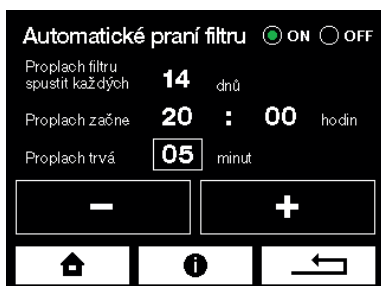 Automatické praní filtru ON OFF
Proplach filtru
spustit každých 14 dnů
Proplach začne 20 : 00 hodin
Proplach trvá 05 minut
− +